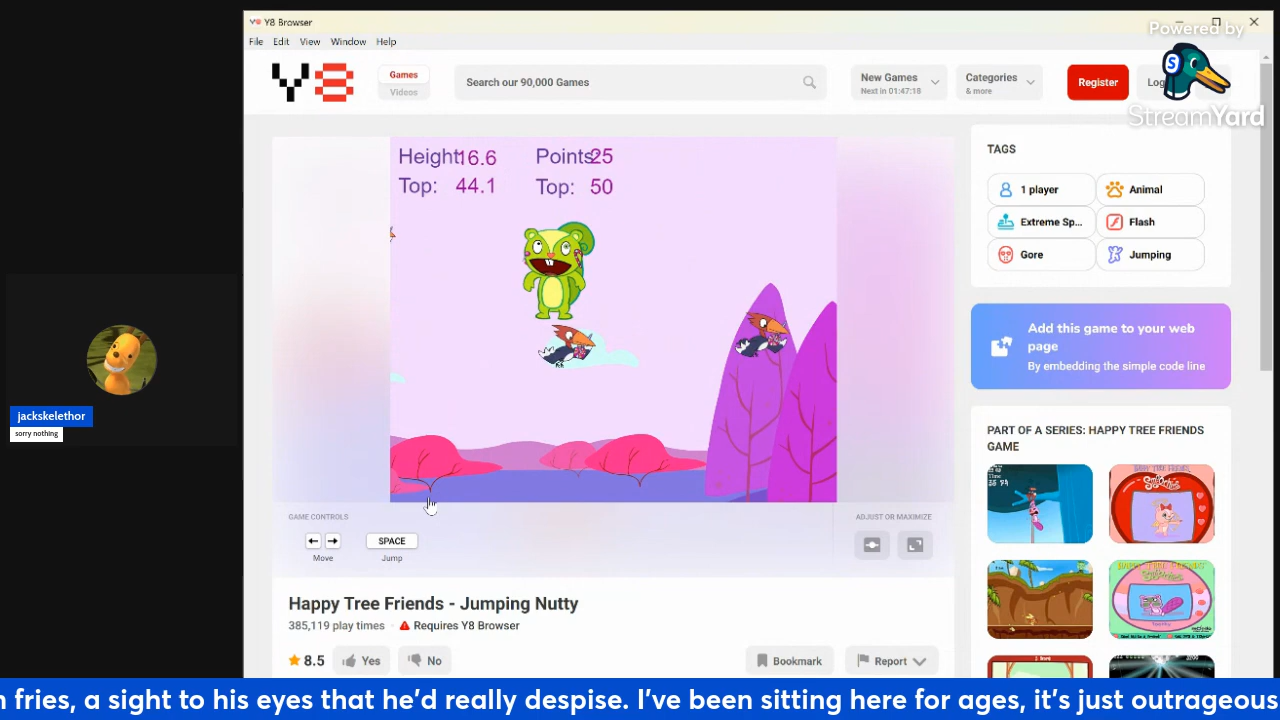 Y8 Browser
Powered by
File Edit View Window Help
StreamYard
Y8
Games
Videos
Search our 90,000 Games
New Games
Next in 01:47:18
Categories
& more
Register
Height 16.6 Points 25
Top: 44.1 Top: 50
TAGS
1 player
Animal
Extreme Sp...
Flash
Gore
Jumping
Add this game to your web
page
By embedding the simple code line
jackskelethor
sorry nothing
PART OF A SERIES: HAPPY TREE FRIENDS
GAME
GAME CONTROLS
ADJUST OR MAXIMIZE
SPACE
Move
Jump
Happy Tree Friends - Jumping Nutty
385,119 play times · Requires Y8 Browser
8.5 Yes No Bookmark Report
fries, a sight to his eyes that he'd really despise. I've been sitting here for ages, it's just outrageous